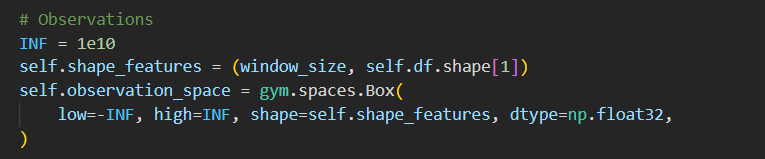 # Observations
INF = 1e10
self.shape_features = (window_size, self.df.shape[1])
self.observation_space = gym.spaces.Box(
    low=-INF, high=INF, shape=self.shape_features, dtype=np.float32,
)